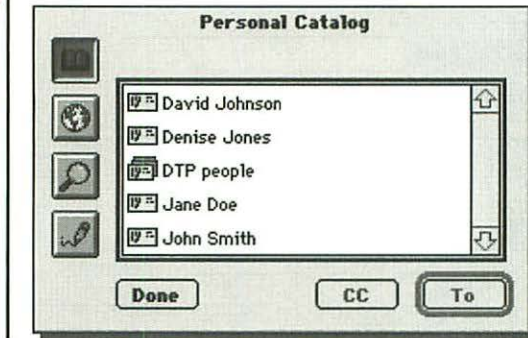 Personal Catalog
David Johnson
Denise Jones
DTP people
Jane Doe
John Smith
Done CC To